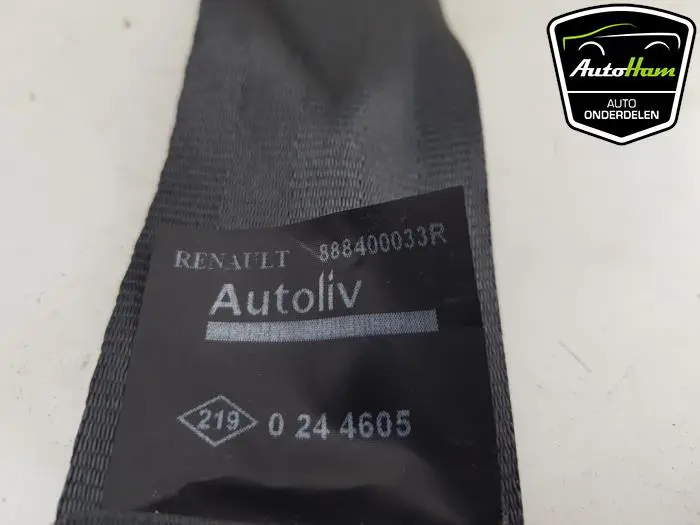 AutoHam
AUTO
ONDERDELEN
RENAULT 888400033R
Autoliv
219 0 24 4605